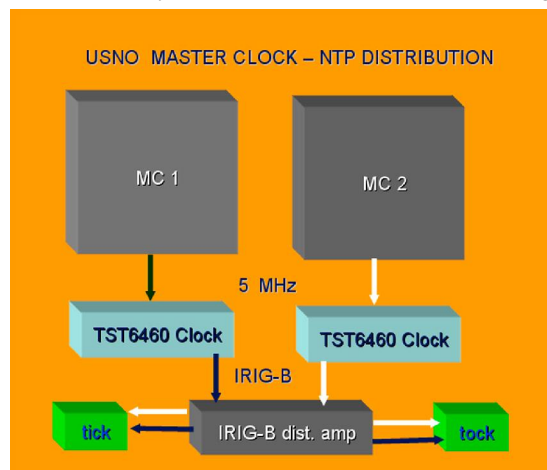 USNO MASTER CLOCK – NTP DISTRIBUTION
MC 1
MC 2
5 MHz
TST6460 Clock
TST6460 Clock
IRIG-B
tick
IRIG-B dist. amp
tock